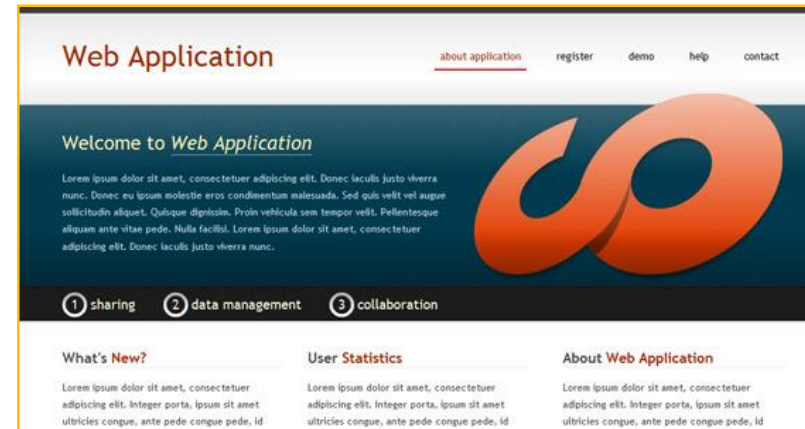 Web Application
about application register demo help contact
Welcome to Web Application
Lorem ipsum dolor sit amet, consectetuer adipiscing elit. Donec iaculis justo viverra
nunc. Donec eu ipsum molestie eros condimentum malesuada. Sed quis velit vel augue
sollicitudin aliquet. Quisque dignissim. Proin vehicula sem tempor velit. Pellentesque
aliquam ante vitae pede. Nulla facilisi. Lorem ipsum dolor sit amet, consectetuer
adipiscing elit. Donec iaculis justo viverra nunc.
1 sharing 2 data management 3 collaboration
What's New?
Lorem ipsum dolor sit amet, consectetuer
adipiscing elit. Integer porta, ipsum sit amet
ultricies congue, ante pede congue pede, id
User Statistics
Lorem ipsum dolor sit amet, consectetuer
adipiscing elit. Integer porta, ipsum sit amet
ultricies congue, ante pede congue pede, id
About Web Application
Lorem ipsum dolor sit amet, consectetuer
adipiscing elit. Integer porta, ipsum sit amet
ultricies congue, ante pede congue pede, id